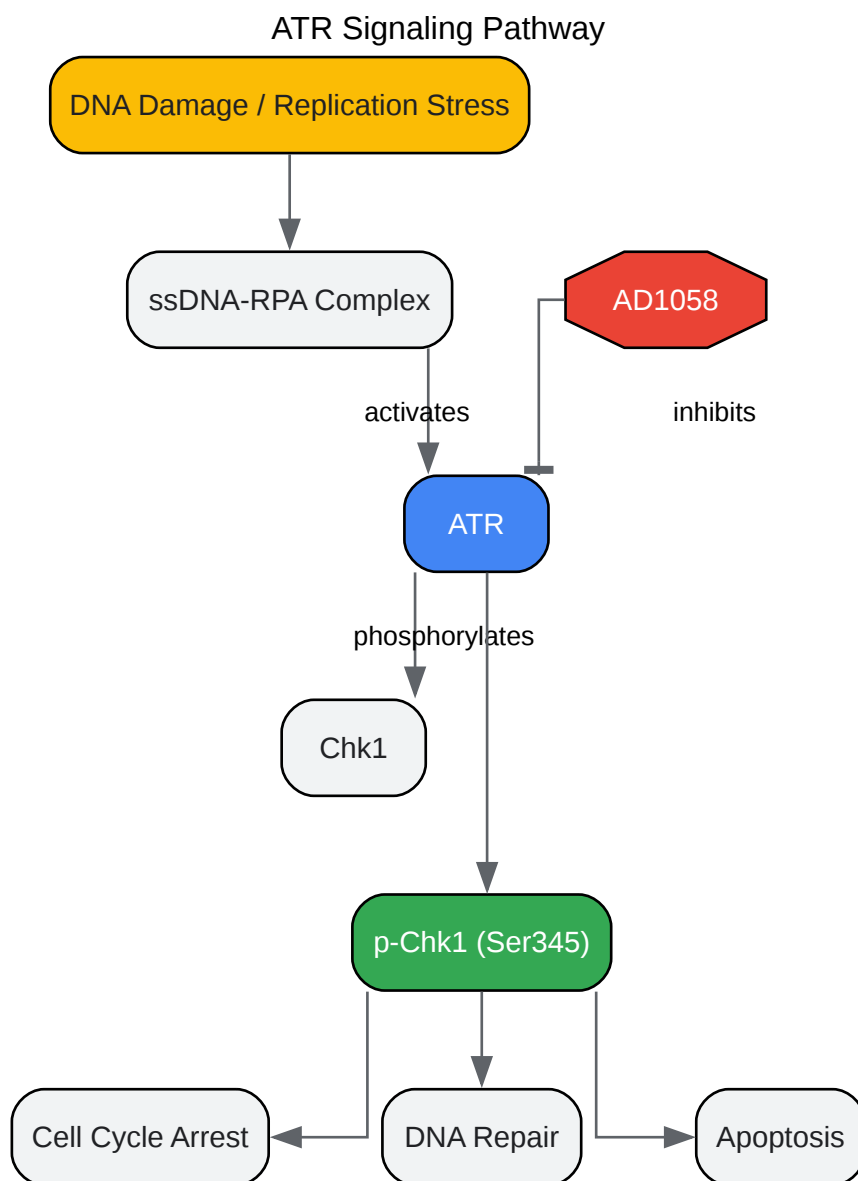 ATR Signaling Pathway
DNA Damage / Replication Stress
ssDNA-RPA Complex
AD1058
activates
inhibits
ATR
phosphorylates
Chk1
p-Chk1 (Ser345)
Cell Cycle Arrest
DNA Repair
Apoptosis